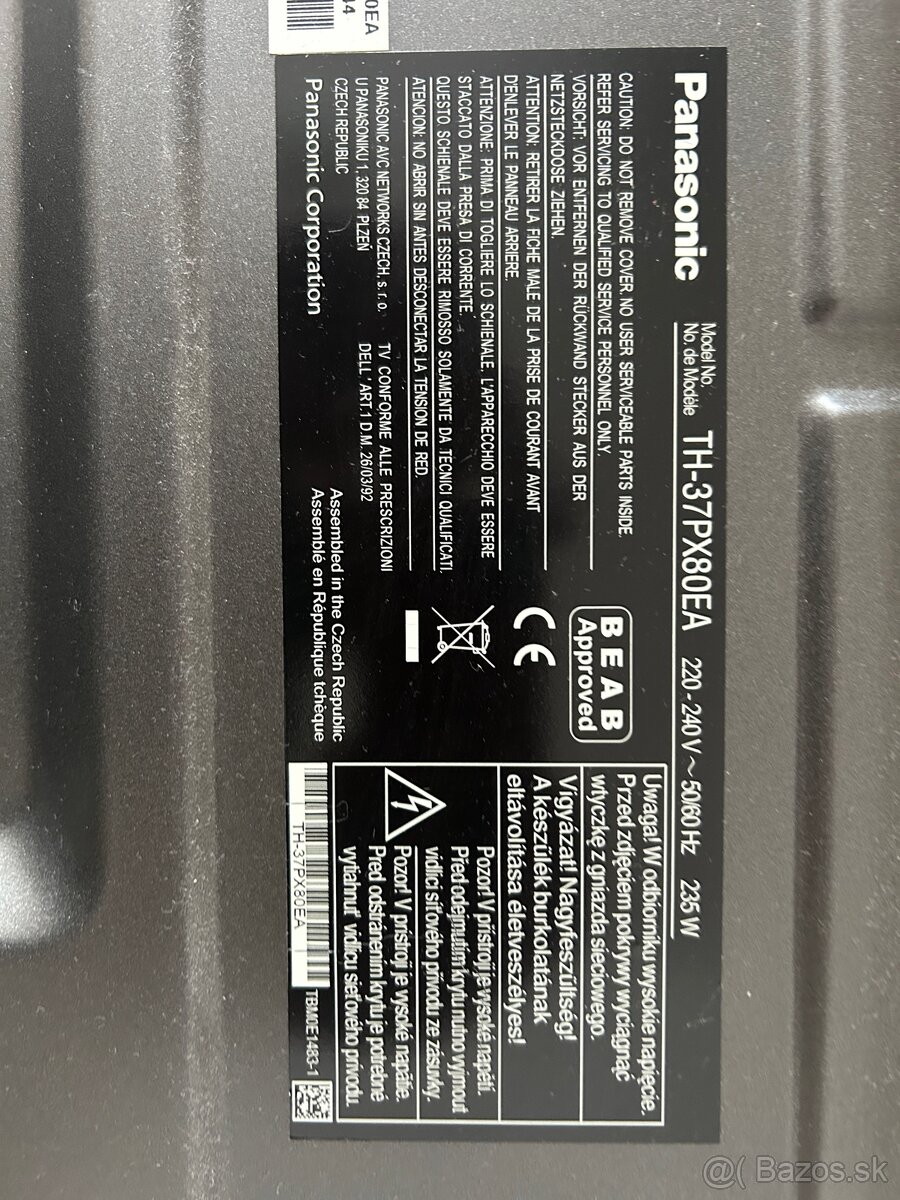 0EA
44
Panasonic
Model No.
No. de Modèle
TH-37PX80EA
220 - 240 V ~ 50/60 Hz
235 W
CAUTION: DO NOT REMOVE COVER. NO USER SERVICEABLE PARTS INSIDE.
REFER SERVICING TO QUALIFIED SERVICE PERSONNEL ONLY.
VORSICHT: VOR ENTFERNEN DER RÜCKWAND STECKER AUS DER
NETZSTECKDOSE ZIEHEN.
ATTENTION: RETIRER LA FICHE MALE DE LA PRISE DE COURANT AVANT
D'ENLEVER LE PANNEAU ARRIERE.
ATTENZIONE: PRIMA DI TOGLIERE LO SCHIENALE, L'APPARECCHIO DEVE ESSERE
STACCATO DALLA PRESA DI CORRENTE.
QUESTO SCHIENALE DEVE ESSERE RIMOSSO SOLAMENTE DA TECNICI QUALIFICATI.
ATENCION: NO ABRIR SIN ANTES DESCONECTAR LA TENSION DE RED.
PANASONIC AVC NETWORKS CZECH, s. r. o.
U PANASONIKU 1, 320 84 PLZEŇ
CZECH REPUBLIC
TV CONFORME ALLE PRESCRIZIONI
DELL'ART.1 D.M. 26/03/92
Panasonic Corporation
Assembled in the Czech Republic
Assemblé en République tchèque
BEAB
Approved
CE
Uwaga! W odbiorniku wysokie napięcie.
Przed zdjęciem pokrywy wyciągnąć
wtyczkę z gniazda sieciowego.
Vigyázat! Nagyfeszültség!
A készülék burkolatának
eltávolítása életveszélyes!
Pozor! V přístroji je vysoké napětí.
Před odejmutím krytu nutno vyjmout
vidlici síťového přívodu ze zásuvky.
Pozor! V prístroji je vysoké napätie.
Pred odstránením krytu je potrebné
vytiahnuť vidlicu sieťového prívodu.
TH-37PX80EA
TBM0E1483-1
@( Bazos.sk